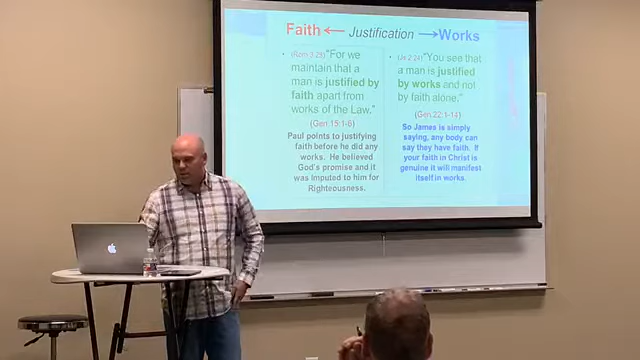 Faith ← Justification → Works
• (Rom 3:28) "For we
maintain that a
man is justified by
faith apart from
works of the Law."
(Gen. 15:1-6)
Paul points to justifying
faith before he did any
works. He believed
God's promise and it
was imputed to him for
Righteousness.
• (Js 2:24) "You see that
a man is justified
by works and not
by faith alone."
(Gen. 22:1-14)
So James is simply
saying, any body can
say they have faith. If
your faith in Christ is
genuine it will manifest
itself in works.